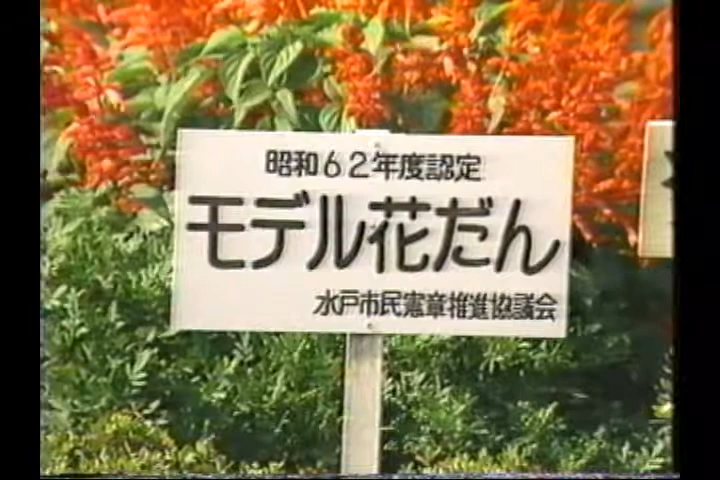 昭和62年度認定
モデル花だん
水戸市民憲章推進協議会